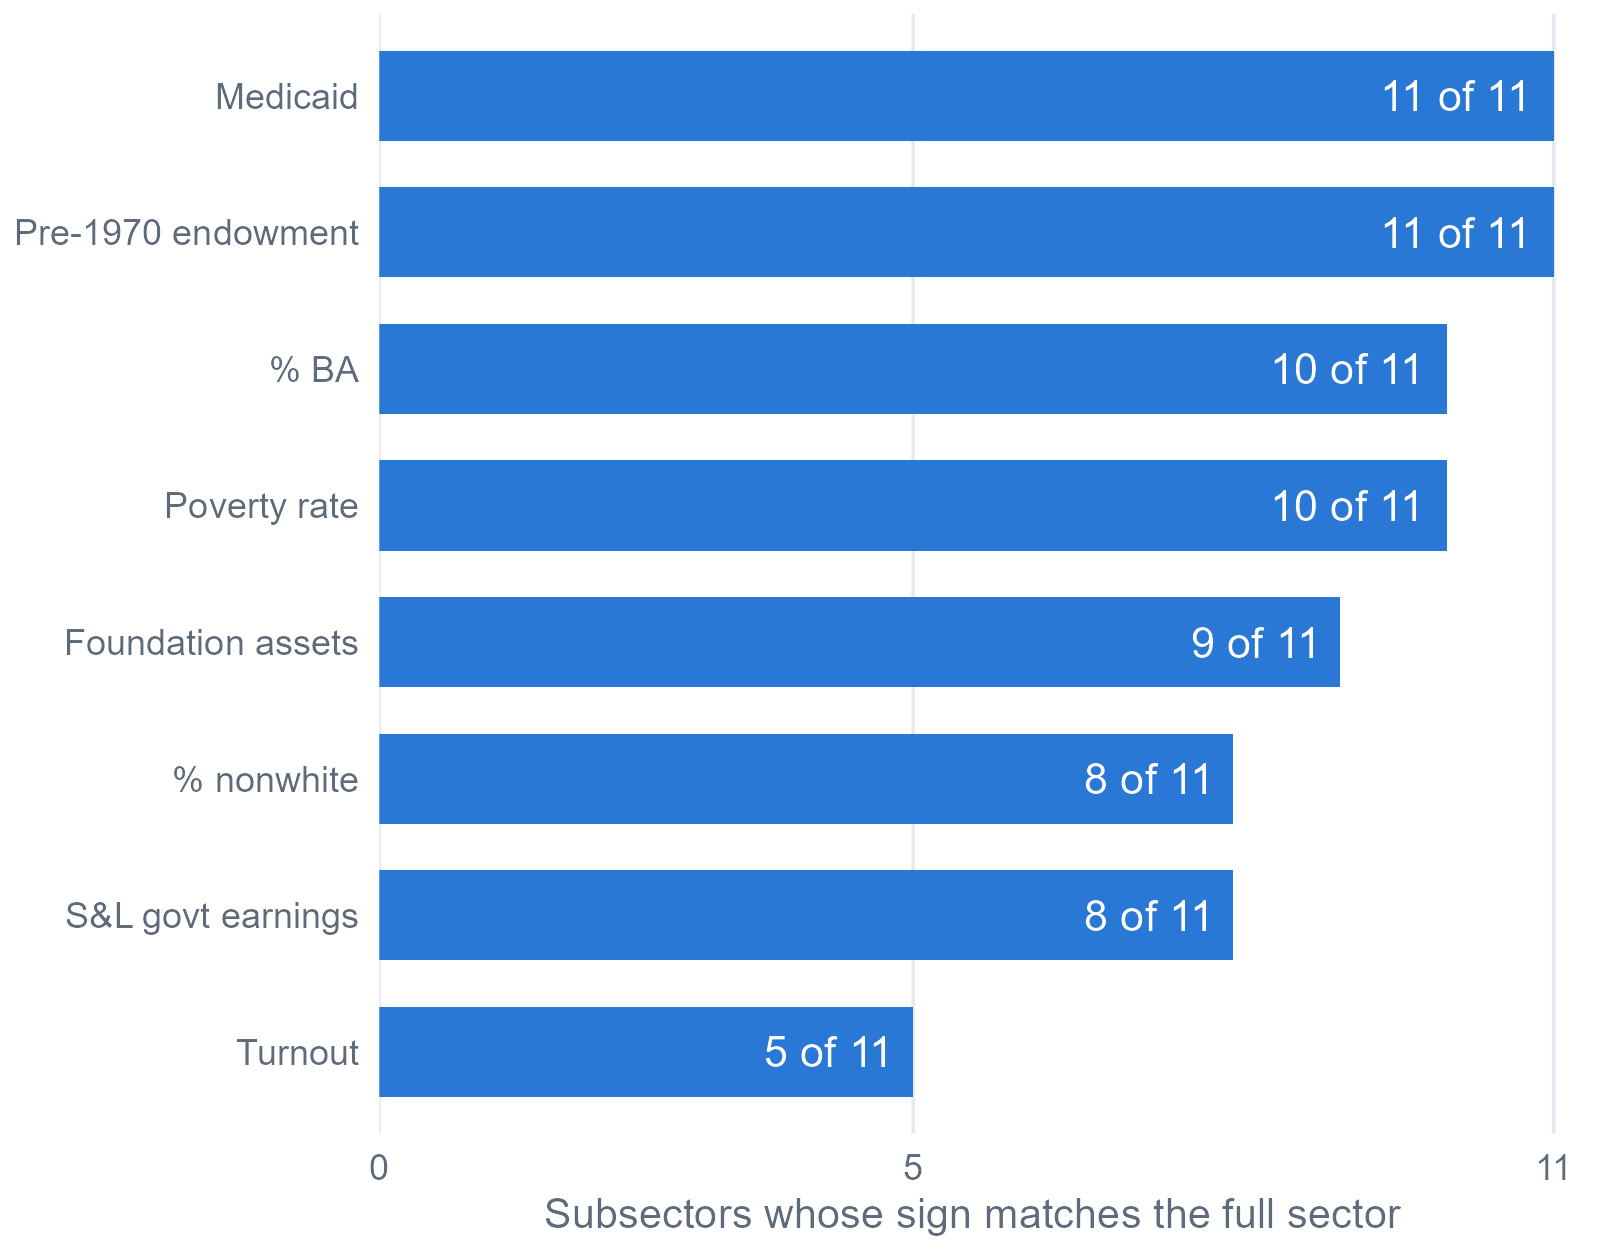 Medicaid 11 of 11
Pre-1970 endowment 11 of 11
% BA 10 of 11
Poverty rate 10 of 11
Foundation assets 9 of 11
% nonwhite 8 of 11
S&L govt earnings 8 of 11
Turnout 5 of 11
0 5 11
Subsectors whose sign matches the full sector